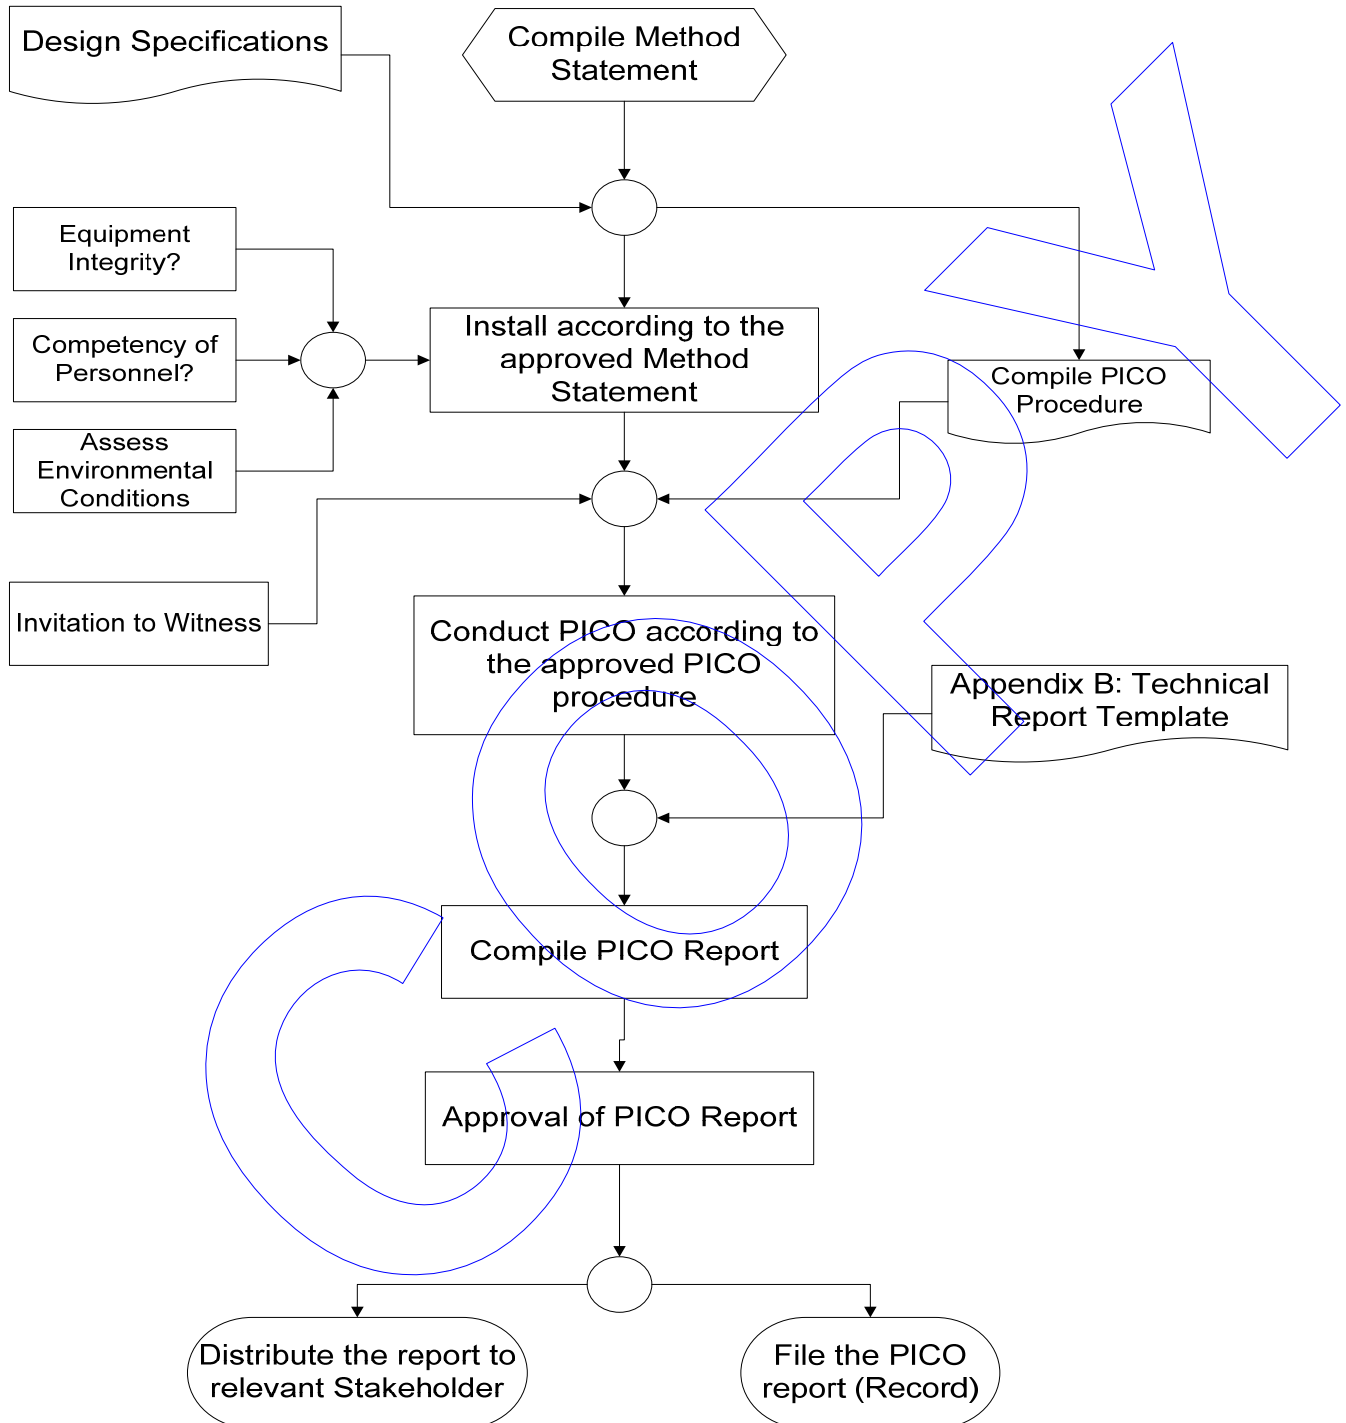 Design Specifications
Compile Method
Statement
Equipment
Integrity?
Install according to the
approved Method
Statement
Competency of
Personnel?
Compile PICO
Procedure
Assess
Environmental
Conditions
Invitation to Witness
Conduct PICO according to
the approved PICO
procedure
Appendix B: Technical
Report Template
Compile PICO Report
Approval of PICO Report
Distribute the report to
relevant Stakeholder
File the PICO
report (Record)
COPY